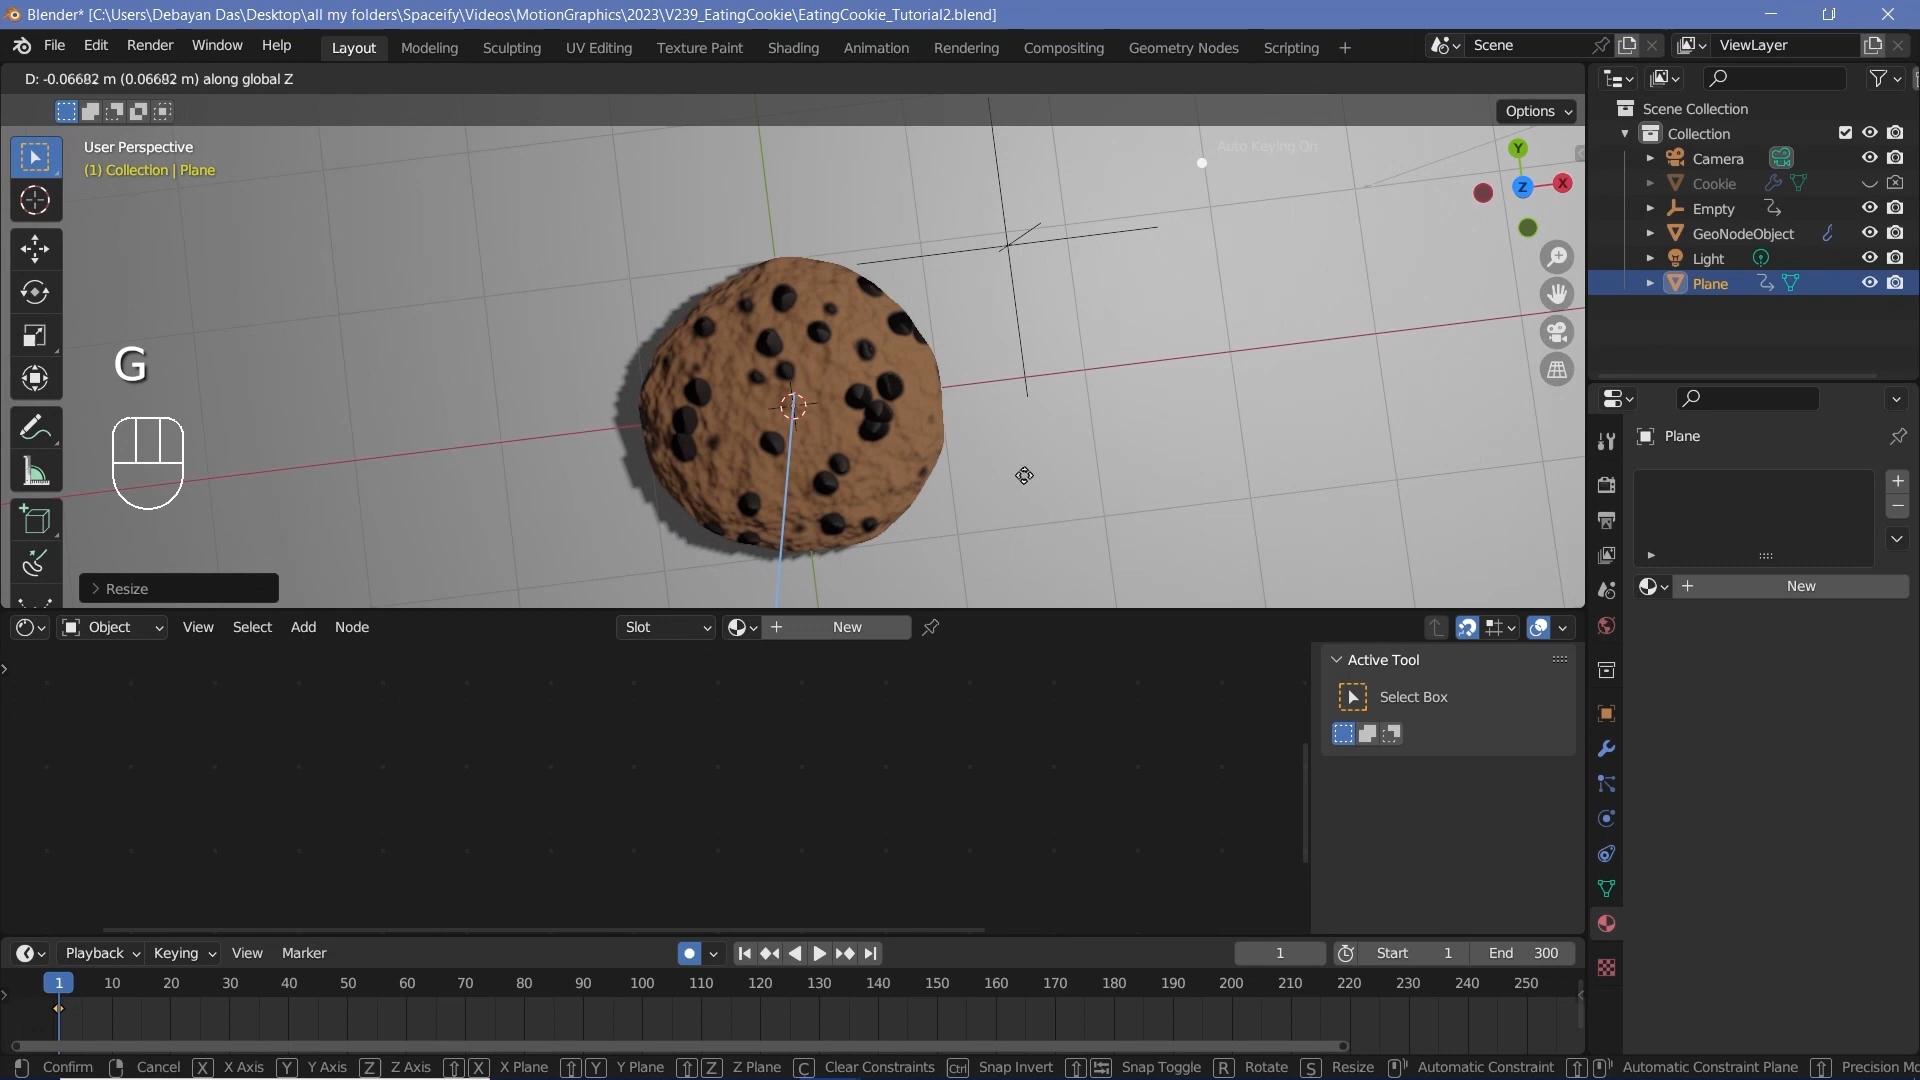 Blender* [C:\Users\Debayan Das\Desktop\all my folders\Spaceify\Videos\MotionGraphics\2023\V239_EatingCookie\EatingCookie_Tutorial2.blend]
File Edit Render Window Help Layout Modeling Sculpting UV Editing Texture Paint Shading Animation Rendering Compositing Geometry Nodes Scripting + Scene ViewLayer
D: -0.06682 m (0.06682 m) along global Z
Options
User Perspective
(1) Collection | Plane
Auto Keying On
Y
Z
X
G
Resize
Scene Collection
Collection
Camera
Cookie
Empty
GeoNodeObject
Light
Plane
Plane
New
Object View Select Add Node Slot New
Active Tool
Select Box
Playback Keying View Marker 1 Start 1 End 300
1 10 20 30 40 50 60 70 80 90 100 110 120 130 140 150 160 170 180 190 200 210 220 230 240 250
Confirm Cancel X X Axis Y Y Axis Z Z Axis X X Plane Y Y Plane Z Z Plane C Clear Constraints Ctrl Snap Invert Snap Toggle R Rotate S Resize Automatic Constraint Automatic Constraint Plane Precision Mo